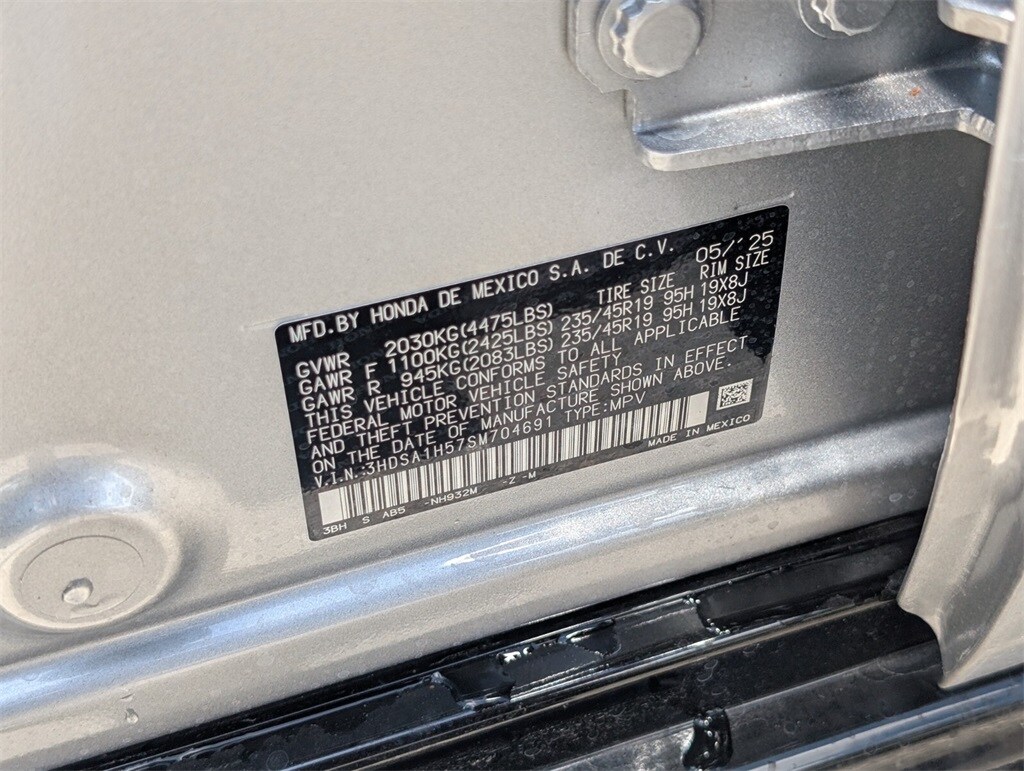 MFD.BY HONDA DE MEXICO S.A. DE C.V. 05/'25
GVWR 2030KG(4475LBS) TIRE SIZE RIM SIZE
GAWR F 1100KG(2425LBS) 235/45R19 95H 19X8J
GAWR R 945KG(2083LBS) 235/45R19 95H 19X8J
THIS VEHICLE CONFORMS TO ALL APPLICABLE
FEDERAL MOTOR VEHICLE SAFETY
AND THEFT PREVENTION STANDARDS IN EFFECT
ON THE DATE OF MANUFACTURE SHOWN ABOVE.
V.I.N.:3HDSA1H57SM704691 TYPE:MPV
MADE IN MEXICO
3BH S AB5 -NH932M -Z -M